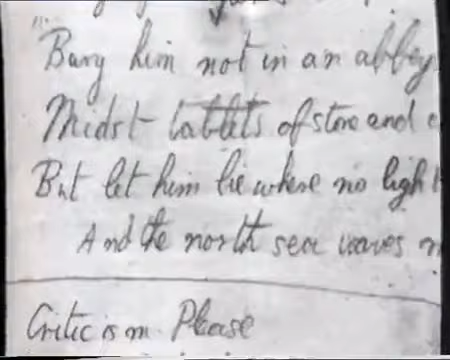 Bury him not in an abbey
Midst tablets of stone and
But let him lie where no light
And the north sea waves
Criticism Please